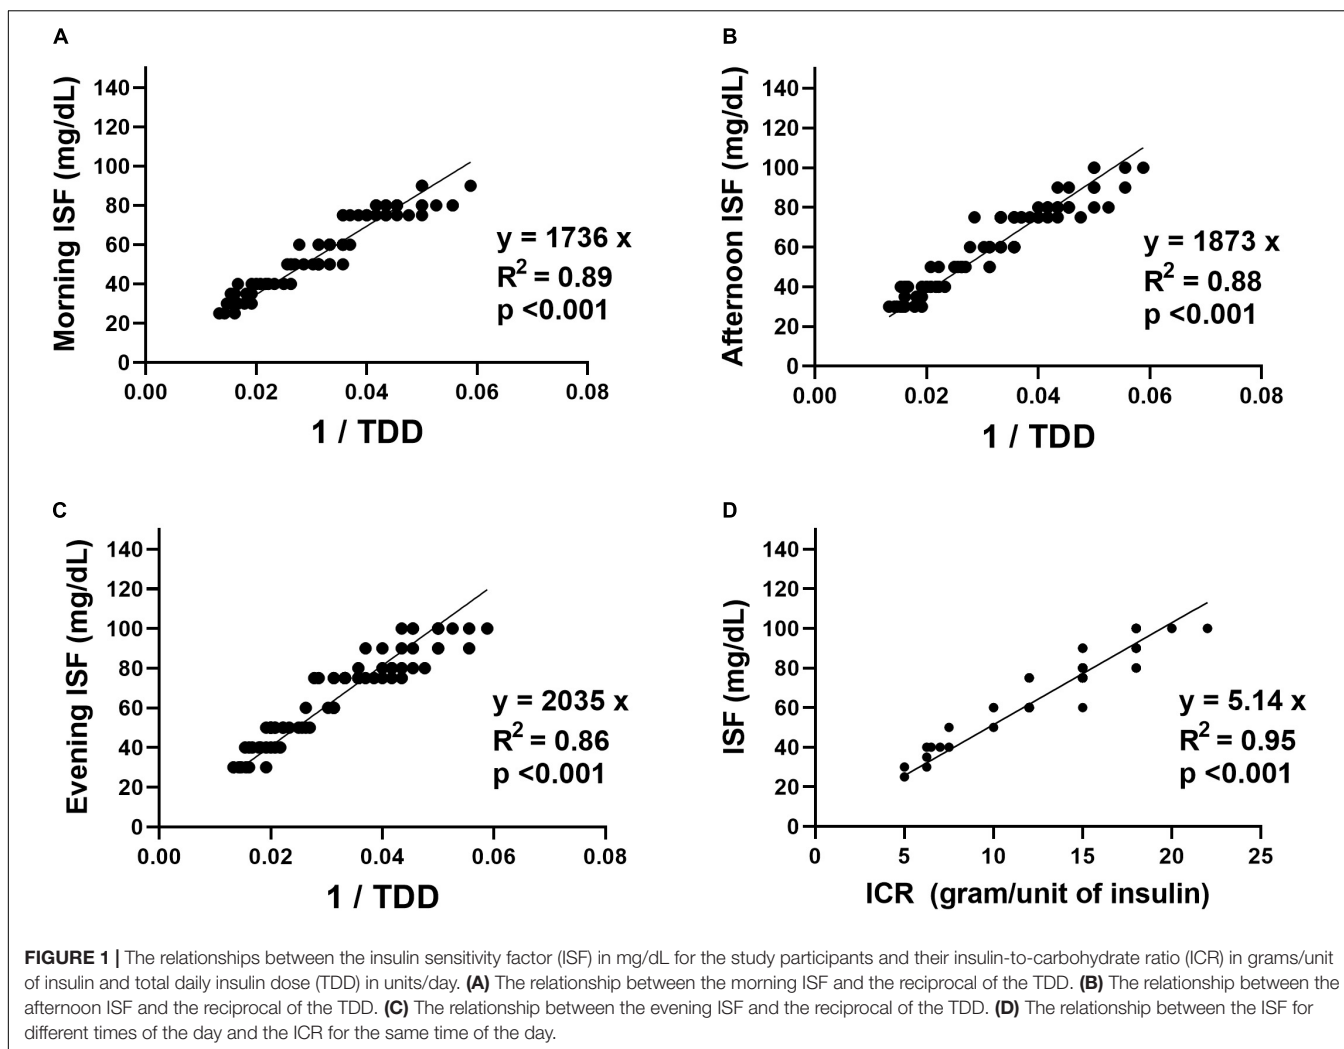 A
Morning ISF (mg/dL)
140
120
100
80
60
40
20
0
0.00 0.02 0.04 0.06 0.08
1 / TDD
y = 1736 x
R² = 0.89
p <0.001
B
Afternoon ISF (mg/dL)
140
120
100
80
60
40
20
0
0.00 0.02 0.04 0.06 0.08
1 / TDD
y = 1873 x
R² = 0.88
p <0.001
C
Evening ISF (mg/dL)
140
120
100
80
60
40
20
0
0.00 0.02 0.04 0.06 0.08
1 / TDD
y = 2035 x
R² = 0.86
p <0.001
D
ISF (mg/dL)
140
120
100
80
60
40
20
0
0 5 10 15 20 25
ICR (gram/unit of insulin)
y = 5.14 x
R² = 0.95
p <0.001
FIGURE 1 | The relationships between the insulin sensitivity factor (ISF) in mg/dL for the study participants and their insulin-to-carbohydrate ratio (ICR) in grams/unit
of insulin and total daily insulin dose (TDD) in units/day. (A) The relationship between the morning ISF and the reciprocal of the TDD. (B) The relationship between the
afternoon ISF and the reciprocal of the TDD. (C) The relationship between the evening ISF and the reciprocal of the TDD. (D) The relationship between the ISF for
different times of the day and the ICR for the same time of the day.